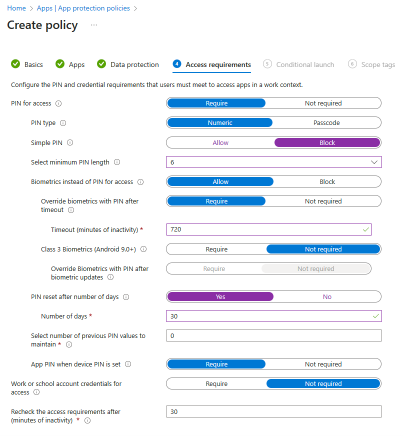 Home > Apps | App protection policies >
Create policy ...
Basics Apps Data protection 4 Access requirements 5 Conditional launch 6 Scope tags
Configure the PIN and credential requirements that users must meet to access apps in a work context.
PIN for access Require Not required
PIN type Numeric Passcode
Simple PIN Allow Block
Select minimum PIN length 6
Biometrics instead of PIN for access Allow Block
Override biometrics with PIN after Require Not required
timeout
Timeout (minutes of inactivity) * 720
Class 3 Biometrics (Android 9.0+) Require Not required
Override Biometrics with PIN after Require Not required
biometric updates
PIN reset after number of days Yes No
Number of days * 30
Select number of previous PIN values to 0
maintain *
App PIN when device PIN is set Require Not required
Work or school account credentials for Require Not required
access
Recheck the access requirements after 30
(minutes of inactivity) *